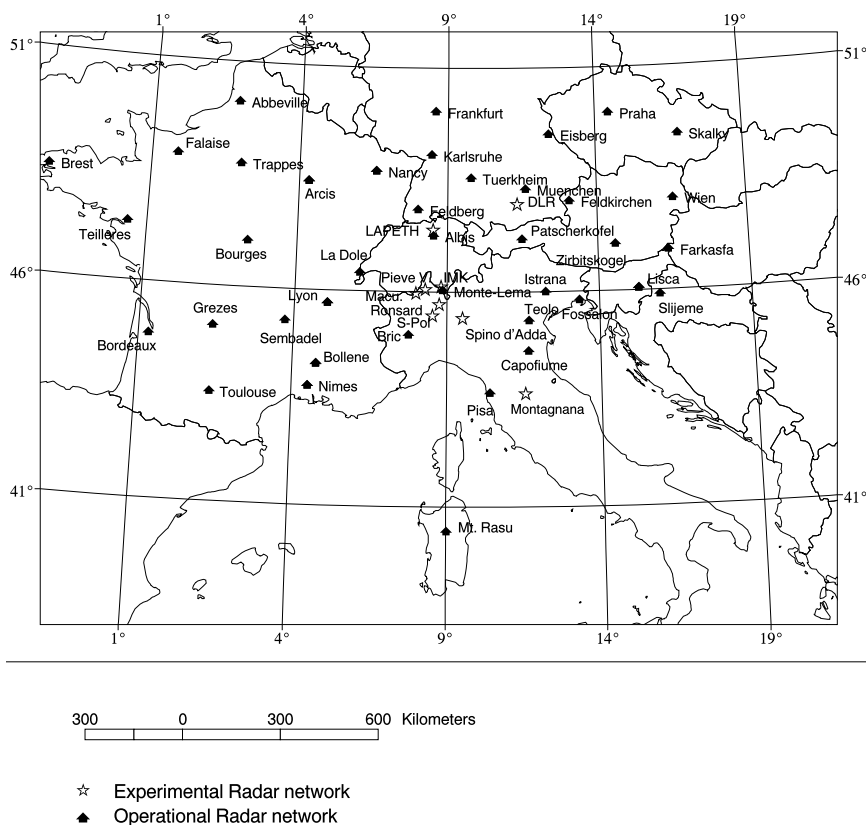 1° 4° 9° 14° 19°
51° 51°
Abbeville
Frankfurt
Praha
Eisberg
Skalky
Falaise
Brest
Trappes
Karlsruhe
Nancy
Tuerkheim
Arcis
Muenchen
DLR
Feldkirchen
Wien
Feldberg
Teilleres
LAPETH
Albis
Patscherkofel
Bourges
La Dole
Zirbitskogel
Farkasfa
46° 46°
Pieve V. IMK
Istrana
Lisca
Macu.
Monte-Lema
Lyon
Grezes
Ronsard
Teolo
Fossalon
Slijeme
S-Pol
Bordeaux
Sembadel
Bric
Spino d'Adda
Bollene
Capofiume
Toulouse
Nimes
Pisa
Montagnana
41° 41°
Mt. Rasu
1° 4° 9° 14° 19°
300 0 300 600 Kilometers
Experimental Radar network
Operational Radar network